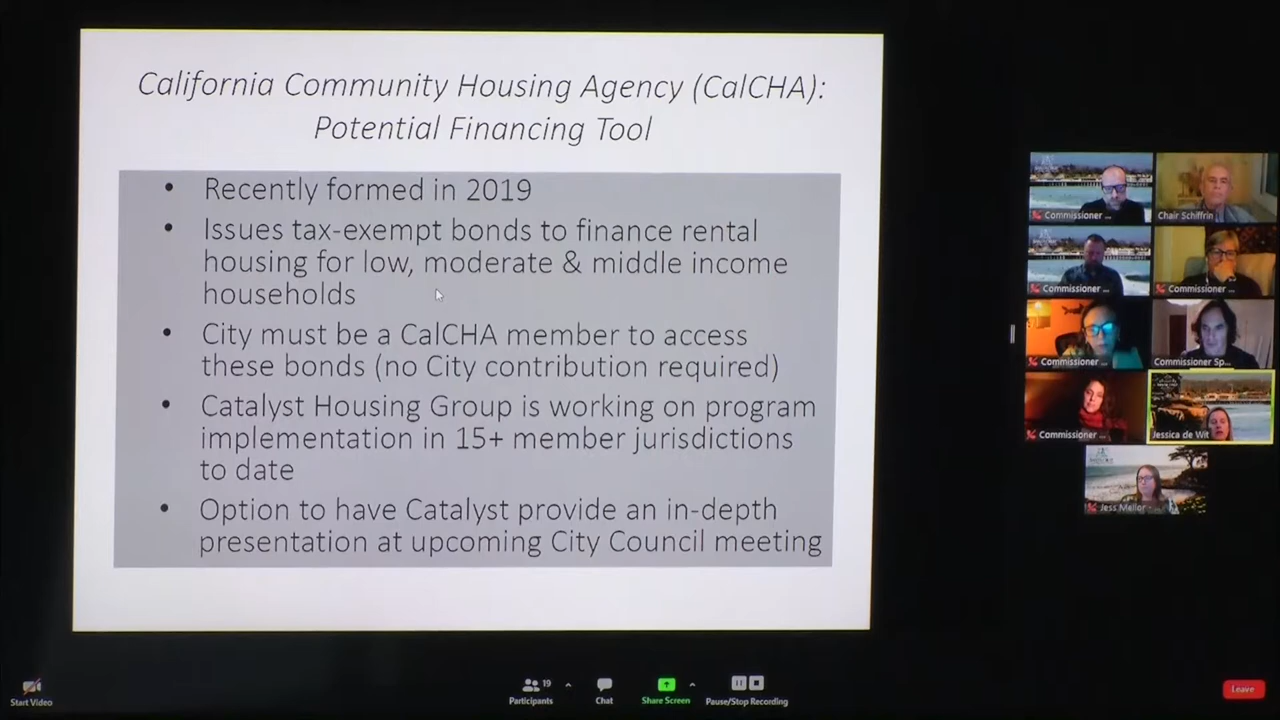 California Community Housing Agency (CalCHA):
Potential Financing Tool
• Recently formed in 2019
• Issues tax-exempt bonds to finance rental
housing for low, moderate & middle income
households
• City must be a CalCHA member to access
these bonds (no City contribution required)
• Catalyst Housing Group is working on program
implementation in 15+ member jurisdictions
to date
• Option to have Catalyst provide an in-depth
presentation at upcoming City Council meeting
Commissioner ...
Chair Schiffrin
Commissioner ...
Commissioner ...
Commissioner ...
Commissioner Sp...
Commissioner ...
Jessica de Wit
Jess Mellor
Start Video
Participants
19
Chat
Share Screen
Pause/Stop Recording
Leave